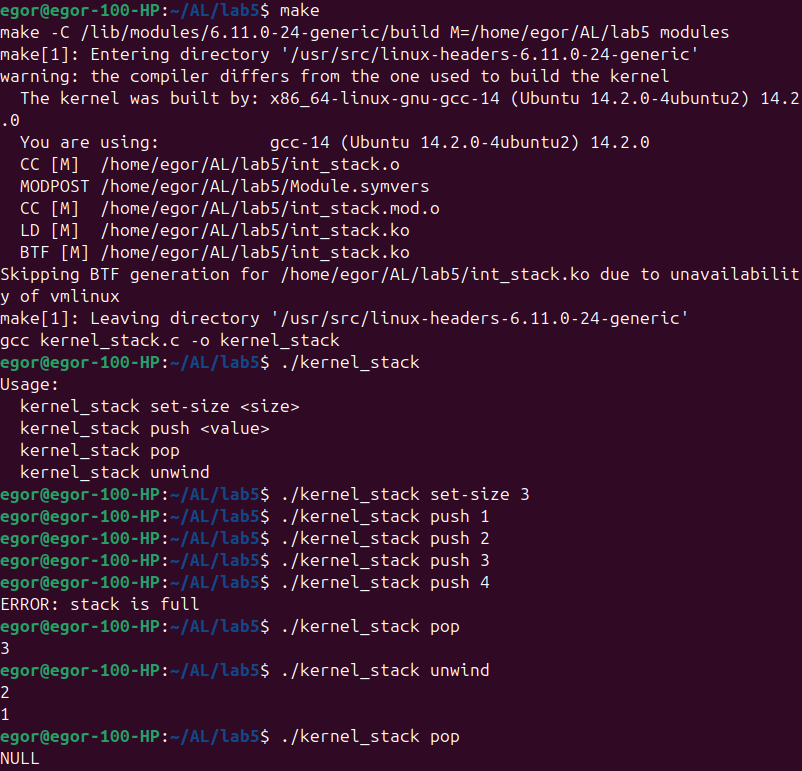 egor@egor-100-HP:~/AL/lab5$ make
make -C /lib/modules/6.11.0-24-generic/build M=/home/egor/AL/lab5 modules
make[1]: Entering directory '/usr/src/linux-headers-6.11.0-24-generic'
warning: the compiler differs from the one used to build the kernel
  The kernel was built by: x86_64-linux-gnu-gcc-14 (Ubuntu 14.2.0-4ubuntu2) 14.2
.0
  You are using:           gcc-14 (Ubuntu 14.2.0-4ubuntu2) 14.2.0
  CC [M]  /home/egor/AL/lab5/int_stack.o
  MODPOST /home/egor/AL/lab5/Module.symvers
  CC [M]  /home/egor/AL/lab5/int_stack.mod.o
  LD [M]  /home/egor/AL/lab5/int_stack.ko
  BTF [M] /home/egor/AL/lab5/int_stack.ko
Skipping BTF generation for /home/egor/AL/lab5/int_stack.ko due to unavailabilit
y of vmlinux
make[1]: Leaving directory '/usr/src/linux-headers-6.11.0-24-generic'
gcc kernel_stack.c -o kernel_stack
egor@egor-100-HP:~/AL/lab5$ ./kernel_stack
Usage:
  kernel_stack set-size <size>
  kernel_stack push <value>
  kernel_stack pop
  kernel_stack unwind
egor@egor-100-HP:~/AL/lab5$ ./kernel_stack set-size 3
egor@egor-100-HP:~/AL/lab5$ ./kernel_stack push 1
egor@egor-100-HP:~/AL/lab5$ ./kernel_stack push 2
egor@egor-100-HP:~/AL/lab5$ ./kernel_stack push 3
egor@egor-100-HP:~/AL/lab5$ ./kernel_stack push 4
ERROR: stack is full
egor@egor-100-HP:~/AL/lab5$ ./kernel_stack pop
3
egor@egor-100-HP:~/AL/lab5$ ./kernel_stack unwind
2
1
egor@egor-100-HP:~/AL/lab5$ ./kernel_stack pop
NULL